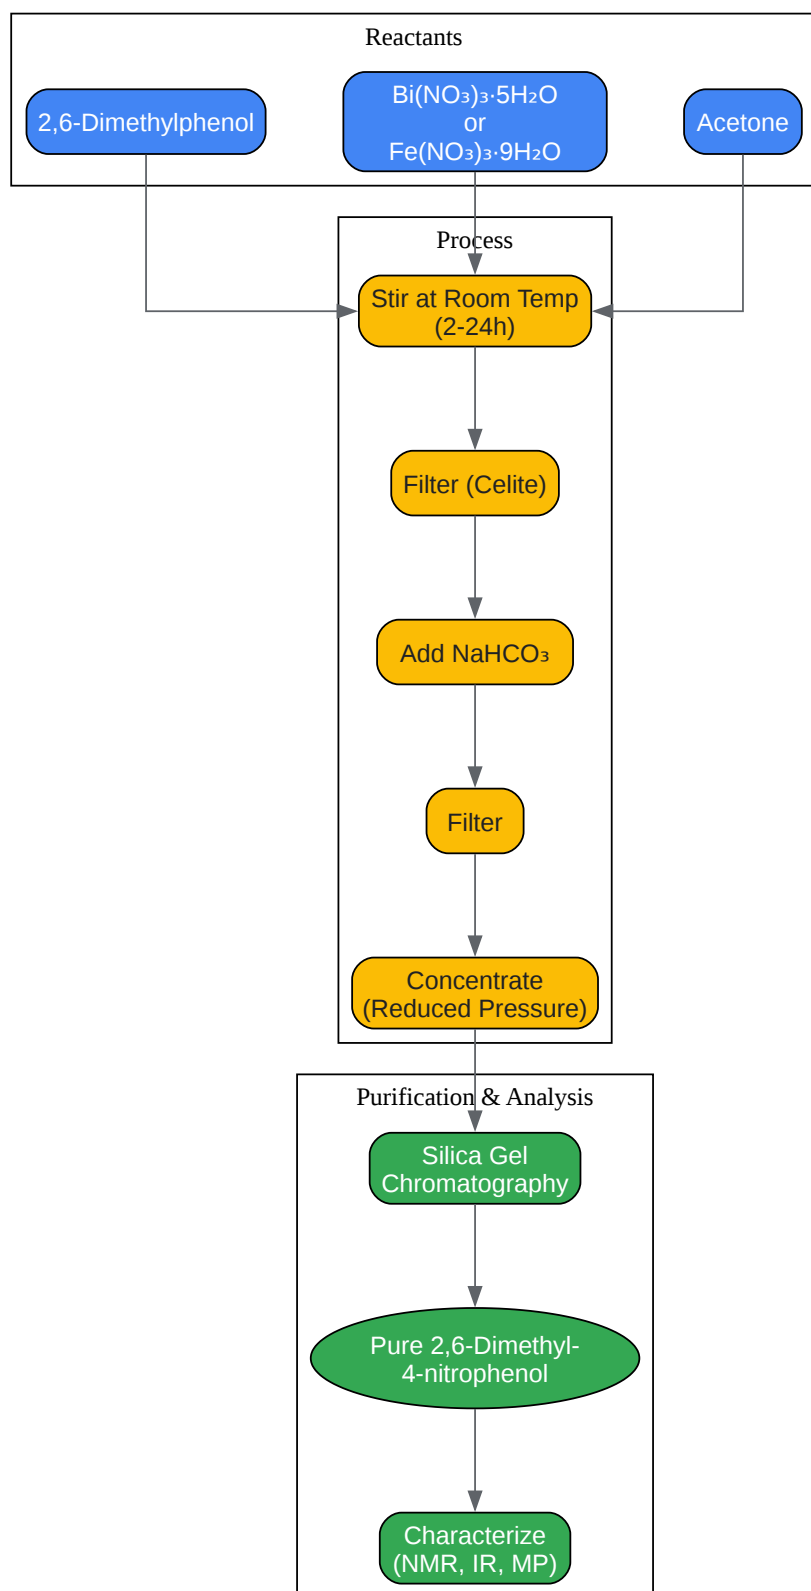 Reactants
2,6-Dimethylphenol
Bi(NO₃)₃·5H₂O
or
Fe(NO₃)₃·9H₂O
Acetone
Process
Stir at Room Temp
(2-24h)
Filter (Celite)
Add NaHCO₃
Filter
Concentrate
(Reduced Pressure)
Purification & Analysis
Silica Gel
Chromatography
Pure 2,6-Dimethyl-
4-nitrophenol
Characterize
(NMR, IR, MP)